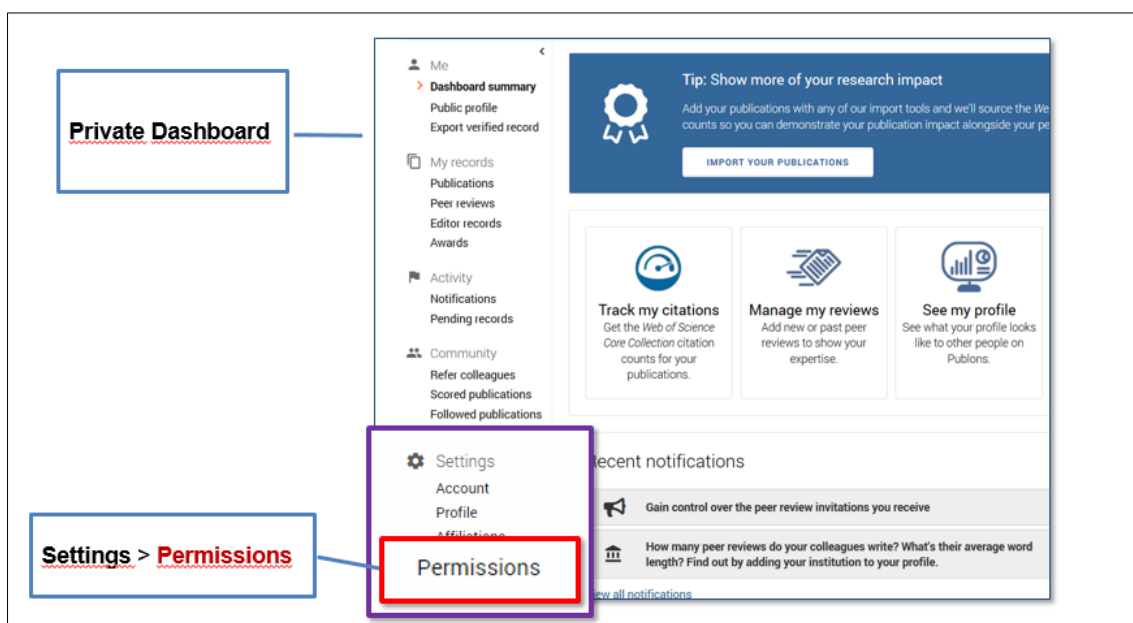 Private Dashboard
Settings > Permissions
Me
Dashboard summary
Public profile
Export verified record
My records
Publications
Peer reviews
Editor records
Awards
Activity
Notifications
Pending records
Community
Refer colleagues
Scored publications
Followed publications
Settings
Account
Profile
Affiliations
Permissions
Tip: Show more of your research impact
Add your publications with any of our import tools and we'll source the We
counts so you can demonstrate your publication impact alongside your pe
IMPORT YOUR PUBLICATIONS
Track my citations
Get the Web of Science
Core Collection citation
counts for your
publications.
Manage my reviews
Add new or past peer
reviews to show your
expertise.
See my profile
See what your profile looks
like to other people on
Publons.
Recent notifications
Gain control over the peer review invitations you receive
How many peer reviews do your colleagues write? What's their average word
length? Find out by adding your institution to your profile.
ew all notifications